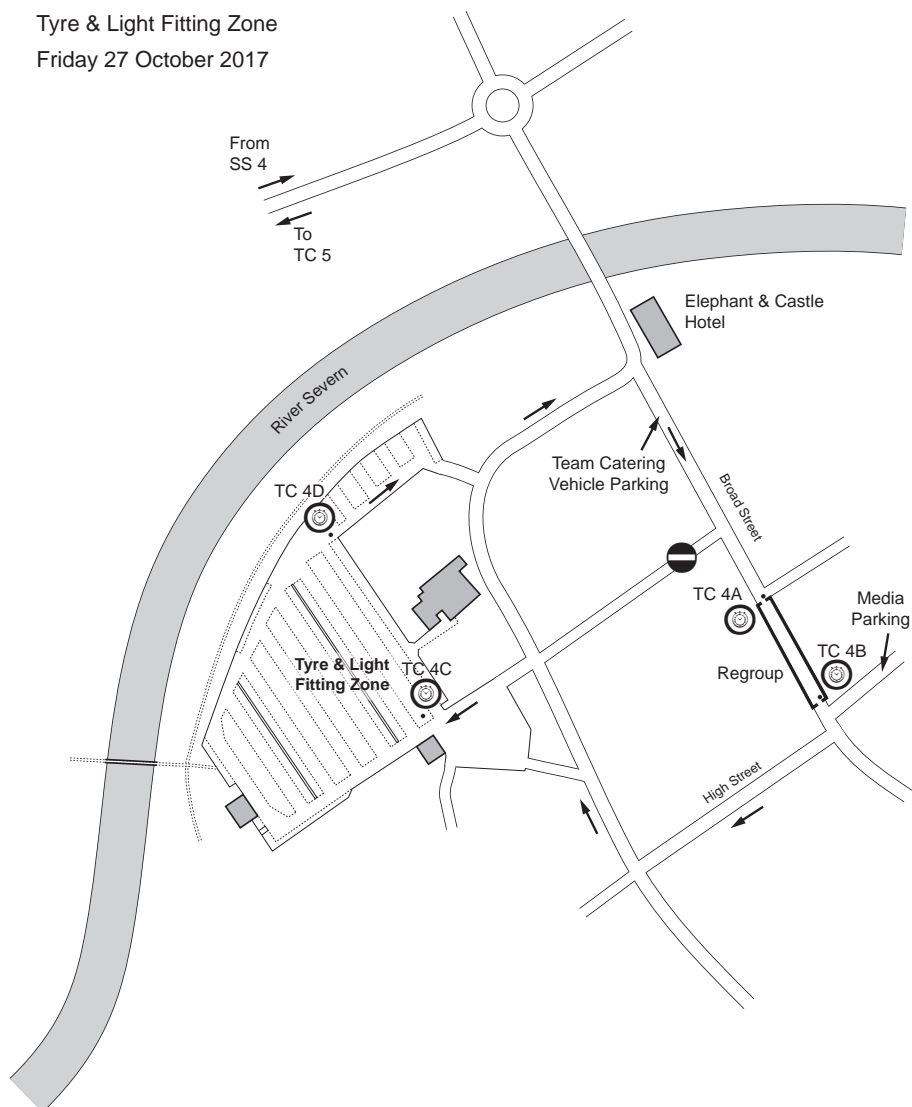 Tyre & Light Fitting Zone
Friday 27 October 2017
From
SS 4
To
TC 5
Elephant & Castle
Hotel
River Severn
Team Catering
Vehicle Parking
Broad Street
TC 4D
TC 4A
Media
Parking
TC 4B
Regroup
Tyre & Light
Fitting Zone
TC 4C
High Street